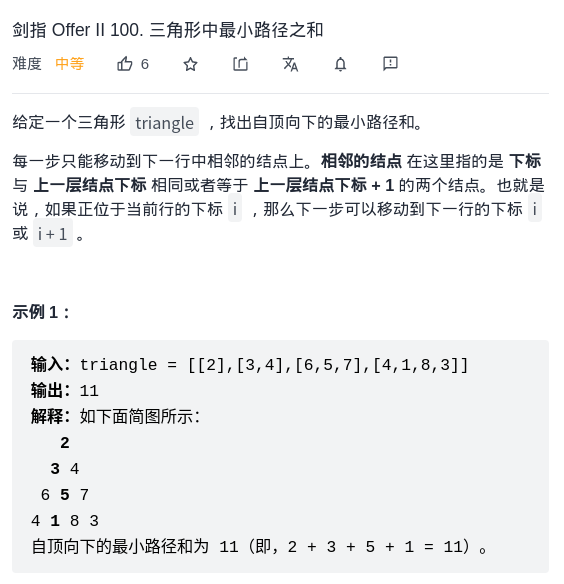 剑指 Offer II 100. 三角形中最小路径之和
难度 中等 6
给定一个三角形 triangle ，找出自顶向下的最小路径和。
每一步只能移动到下一行中相邻的结点上。相邻的结点 在这里指的是 下标
与 上一层结点下标 相同或者等于 上一层结点下标 + 1 的两个结点。也就是
说，如果正位于当前行的下标 i ，那么下一步可以移动到下一行的下标 i
或 i + 1 。
示例 1：
输入：triangle = [[2],[3,4],[6,5,7],[4,1,8,3]]
输出：11
解释：如下面简图所示：
2
3 4
6 5 7
4 1 8 3
自顶向下的最小路径和为 11（即，2 + 3 + 5 + 1 = 11）。